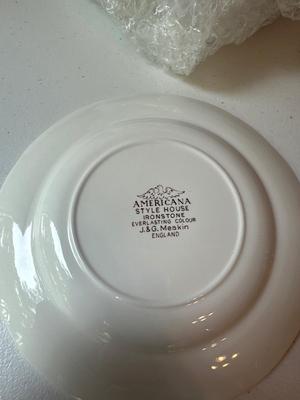 AMERICANA
STYLE HOUSE
IRONSTONE
EVERLASTING COLOUR
J.&G. Meakin
ENGLAND